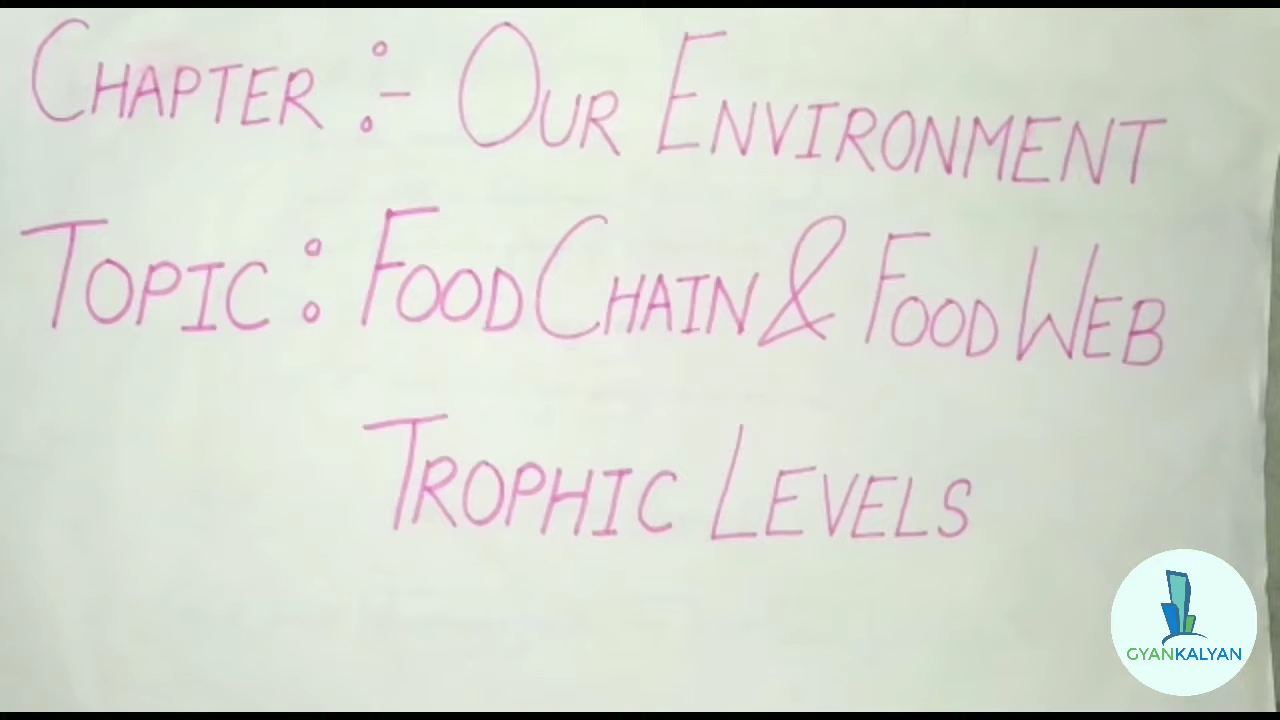 CHAPTER :- OUR ENVIRONMENT
TOPIC : FOOD CHAIN & FOOD WEB
TROPHIC LEVELS
GYANKALYAN